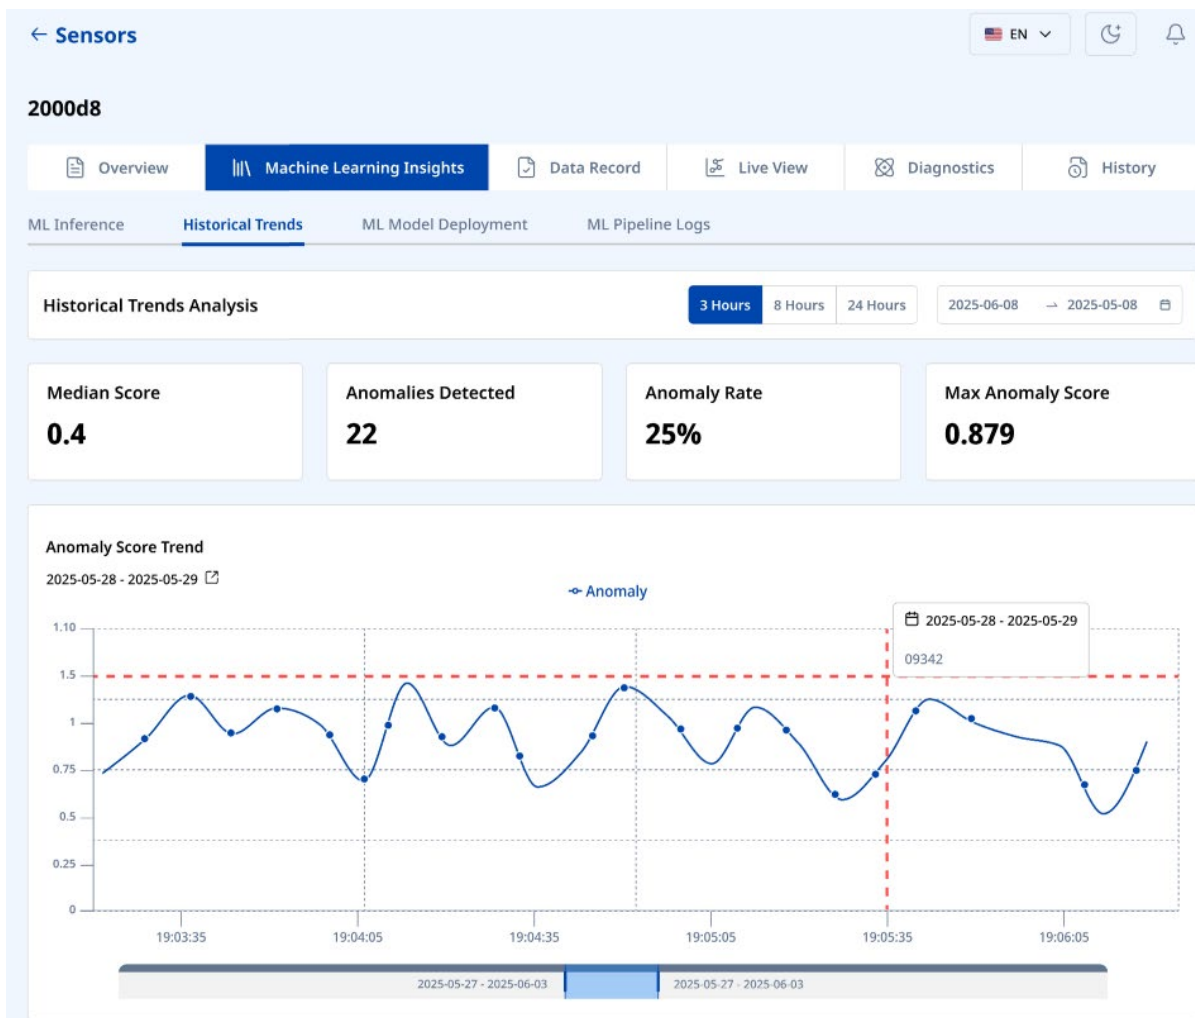 ← Sensors
EN
2000d8
Overview
Machine Learning Insights
Data Record
Live View
Diagnostics
History
ML Inference
Historical Trends
ML Model Deployment
ML Pipeline Logs
Historical Trends Analysis
3 Hours
8 Hours
24 Hours
2025-06-08 → 2025-05-08
Median Score
0.4
Anomalies Detected
22
Anomaly Rate
25%
Max Anomaly Score
0.879
Anomaly Score Trend
2025-05-28 - 2025-05-29
Anomaly
2025-05-28 - 2025-05-29
09342
1.10
1.5
1
0.75
0.5
0.25
0
19:03:35
19:04:05
19:04:35
19:05:05
19:05:35
19:06:05
2025-05-27 - 2025-06-03
2025-05-27 - 2025-06-03